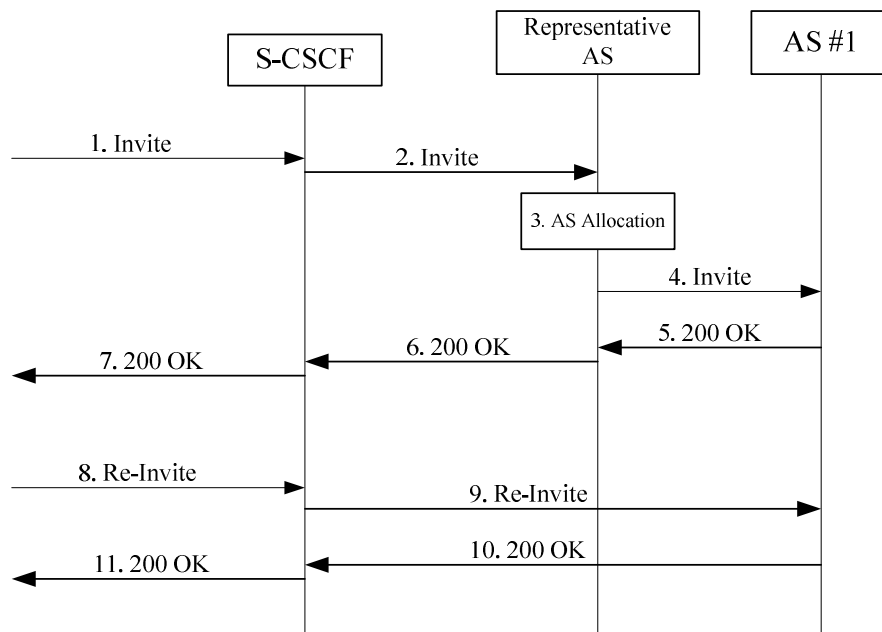 S-CSCF
Representative
AS
AS #1
1. Invite
2. Invite
3. AS Allocation
4. Invite
5. 200 OK
6. 200 OK
7. 200 OK
8. Re-Invite
9. Re-Invite
10. 200 OK
11. 200 OK